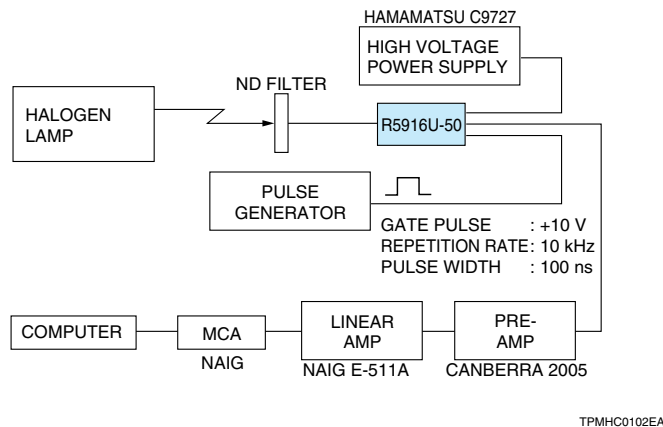 HAMAMATSU C9727
HIGH VOLTAGE
POWER SUPPLY
ND FILTER
HALOGEN
LAMP
R5916U-50
PULSE
GENERATOR
GATE PULSE : +10 V
REPETITION RATE : 10 kHz
PULSE WIDTH : 100 ns
COMPUTER
MCA
NAIG
LINEAR
AMP
NAIG E-511A
PRE-
AMP
CANBERRA 2005
TPMHC0102EA